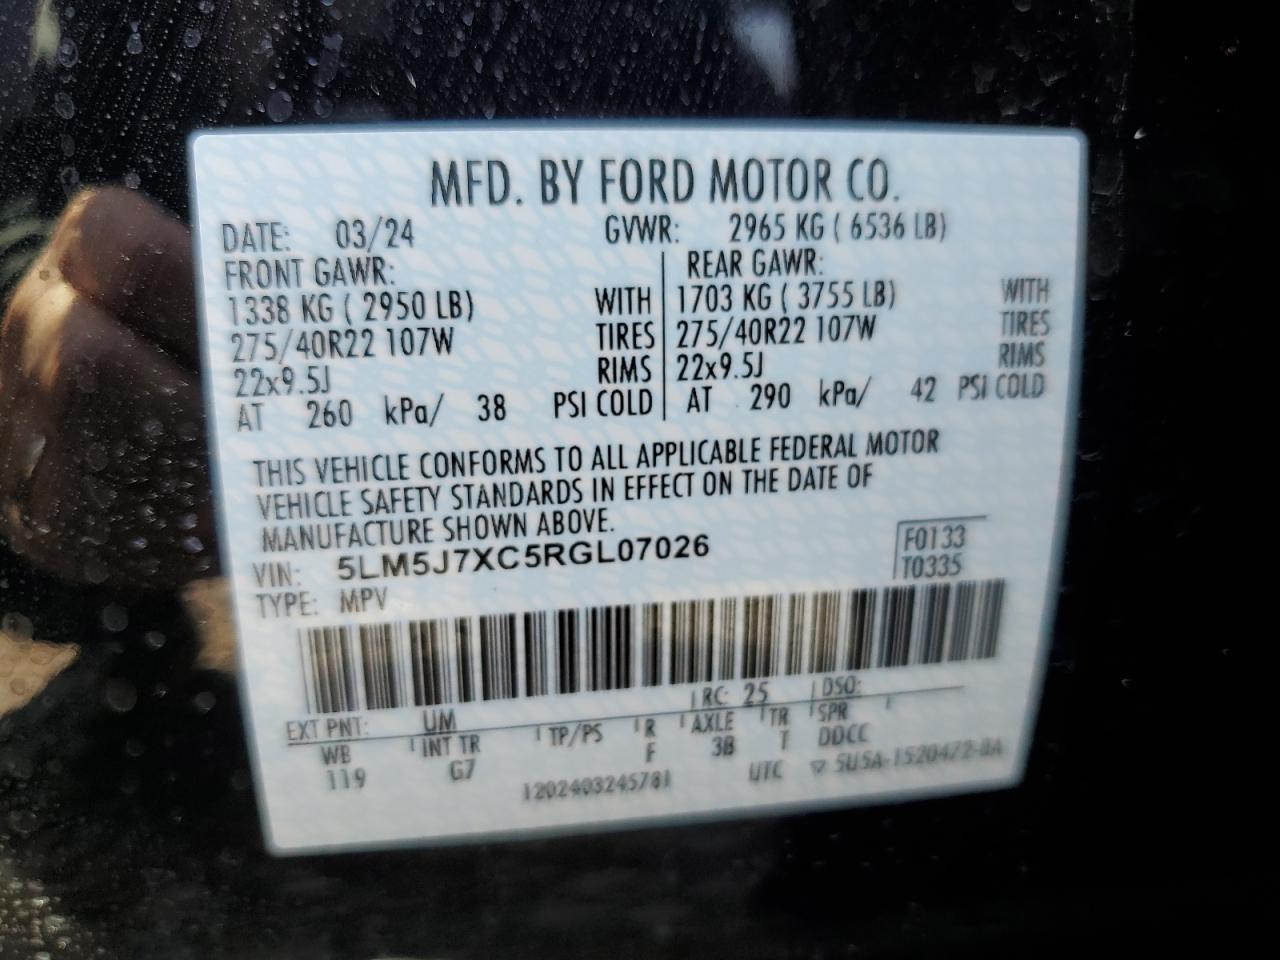 MFD. BY FORD MOTOR CO.
DATE: 03/24 GVWR: 2965 KG ( 6536 LB)
FRONT GAWR: REAR GAWR:
1338 KG ( 2950 LB) WITH 1703 KG ( 3755 LB) WITH
275/40R22 107W TIRES 275/40R22 107W TIRES
22x9.5J RIMS 22x9.5J RIMS
AT 260 kPa/ 38 PSI COLD AT 290 kPa/ 42 PSI COLD
THIS VEHICLE CONFORMS TO ALL APPLICABLE FEDERAL MOTOR
VEHICLE SAFETY STANDARDS IN EFFECT ON THE DATE OF
MANUFACTURE SHOWN ABOVE.
VIN: 5LM5J7XC5RGL07026 F0133
TYPE: MPV T0335
EXT PNT: UM RC: 25 DSO:
WB INT TR TP/PS R AXLE TR SPR
119 G7 F 3B T DDCC
1202403245781 UTC ▽ 5U5A-1520472-BA